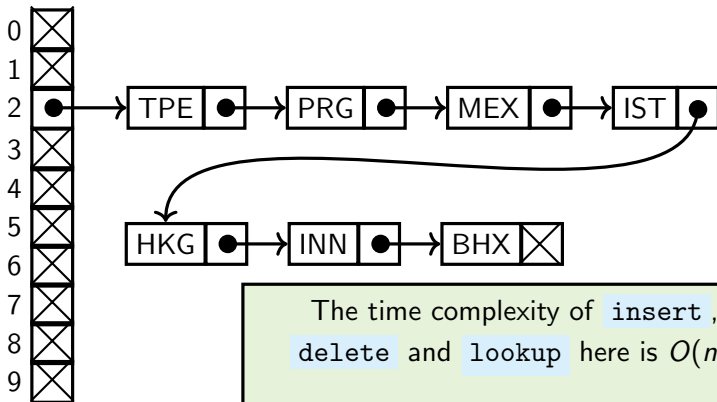 0
1
2 TPE PRG MEX IST
3
4
5
HKG INN BHX
6
7
The time complexity of insert,
8
delete and lookup here is O(n
9